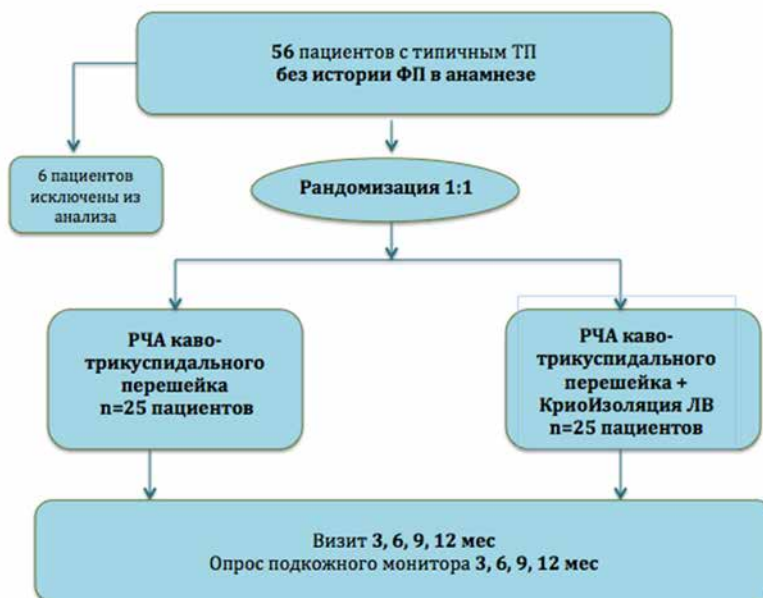 56 пациентов с типичным ТП
без истории ФП в анамнезе
6 пациентов
исключены из
анализа
Рандомизация 1:1
РЧА каво-
трикуспидального
перешейка
n=25 пациентов
РЧА каво-
трикуспидального
перешейка +
КриоИзоляция ЛВ
n=25 пациентов
Визит 3, 6, 9, 12 мес
Опрос подкожного монитора 3, 6, 9, 12 мес